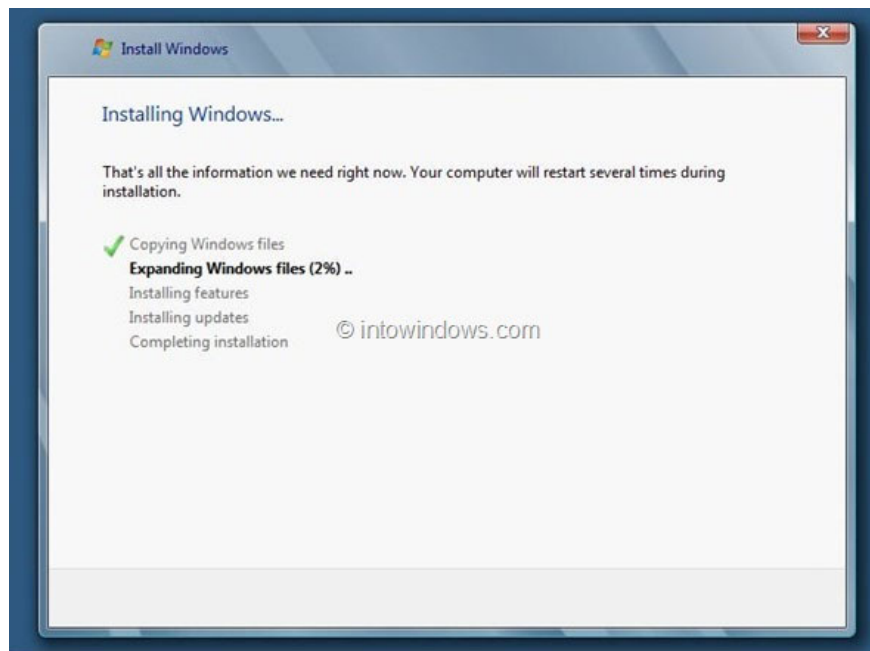 Install Windows
Installing Windows...
That's all the information we need right now. Your computer will restart several times during
installation.
Copying Windows files
Expanding Windows files (2%) ..
Installing features
Installing updates
© intowindows.com
Completing installation